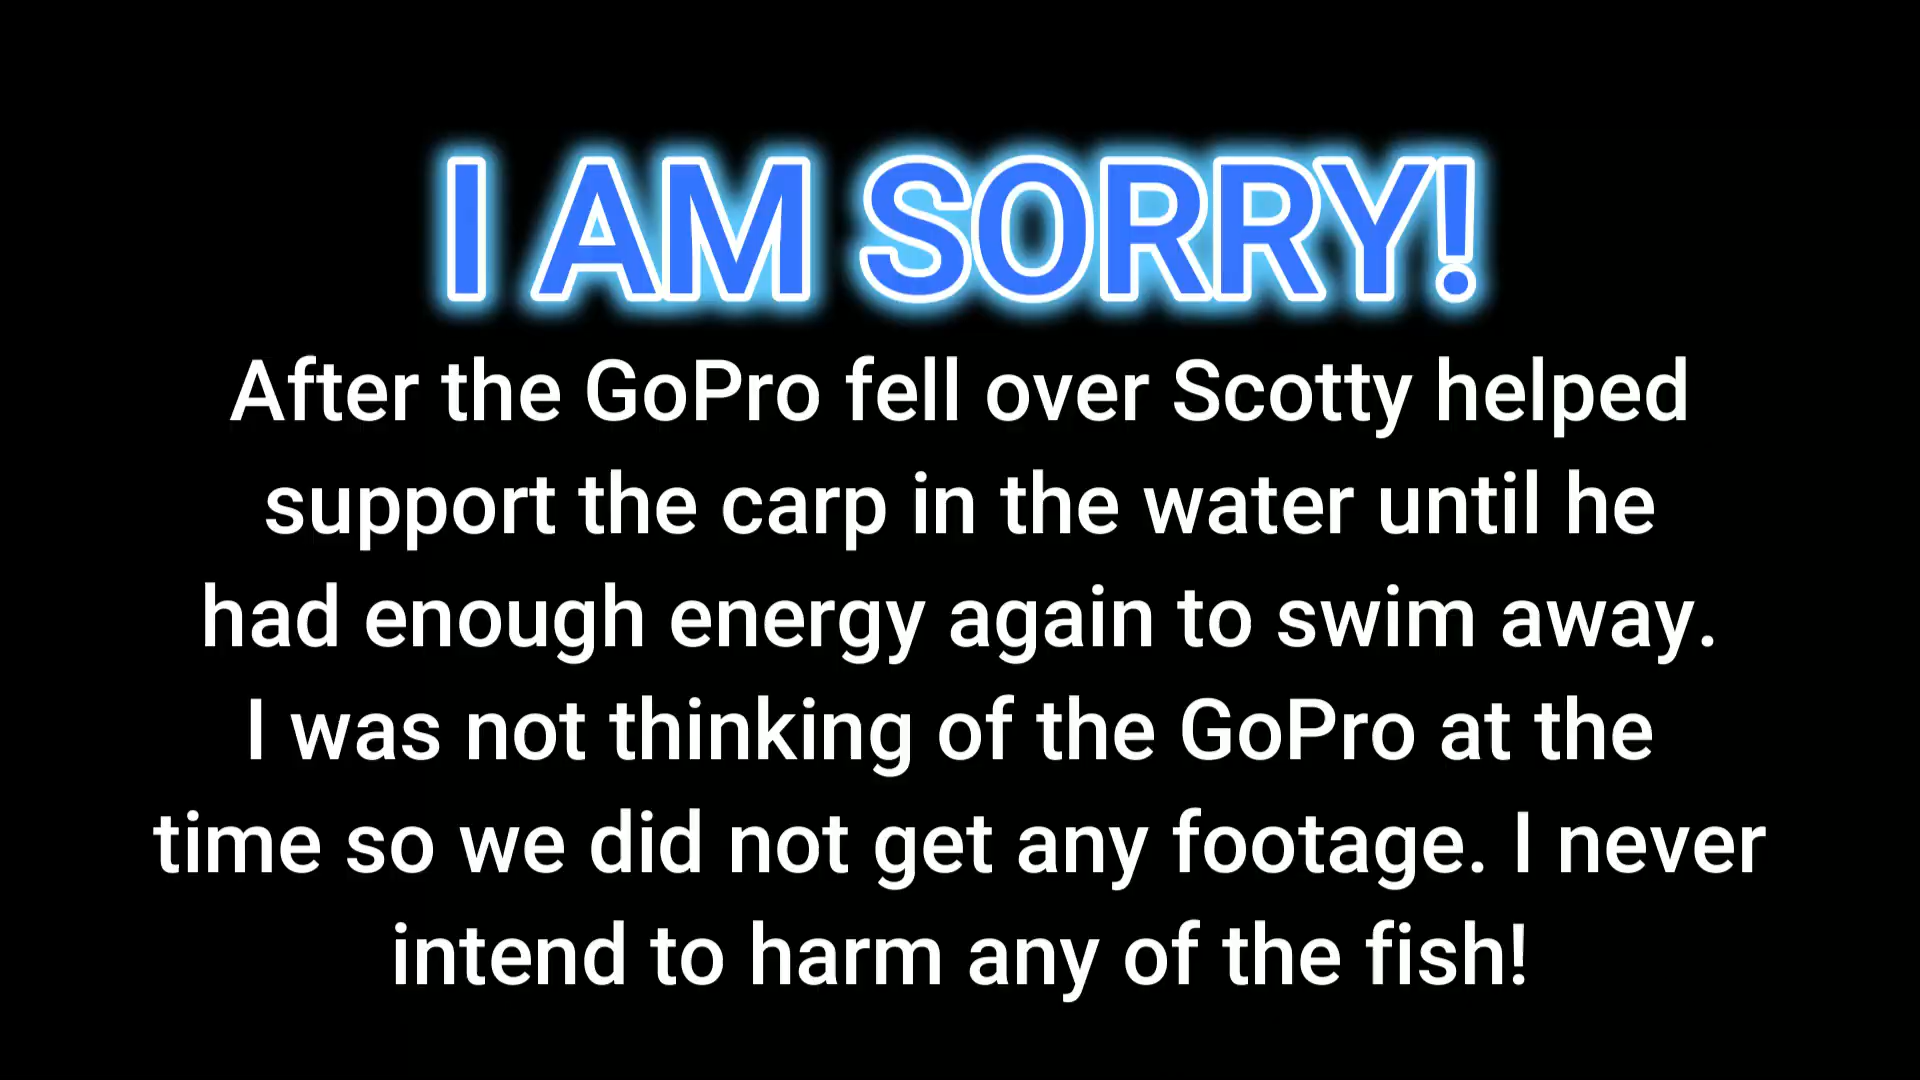 I AM SORRY!
After the GoPro fell over Scotty helped
support the carp in the water until he
had enough energy again to swim away.
I was not thinking of the GoPro at the
time so we did not get any footage. I never
intend to harm any of the fish!